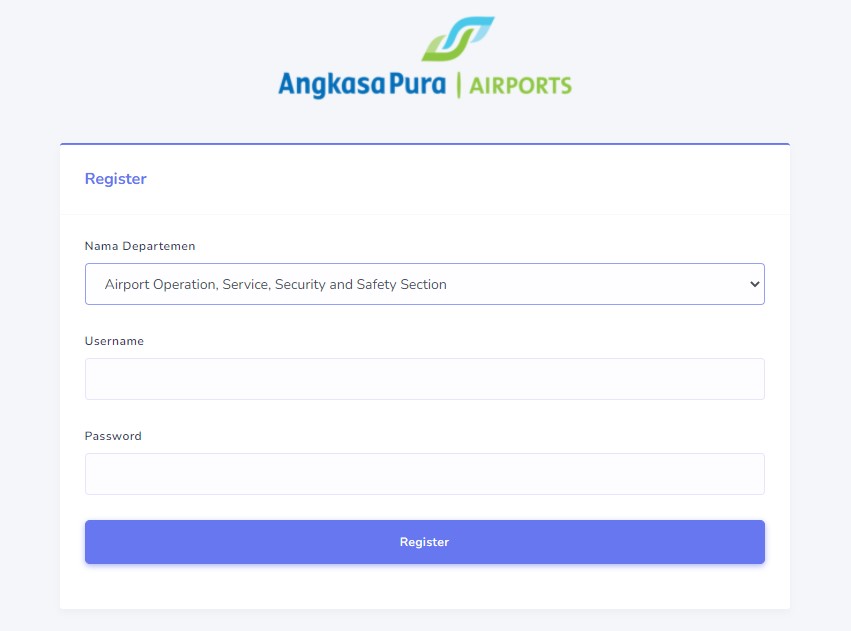 AngkasaPura | AIRPORTS
Register
Nama Departemen
Airport Operation, Service, Security and Safety Section
Username
Password
Register